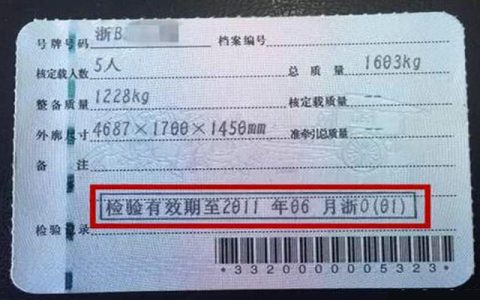 号牌号码 浙B 档案编号
核定载人数 5人 总质量 1603kg
整备质量 1228kg 核定载质量 --
外廓尺寸 4687×1700×1450mm 准牵引总质量 --
备注
检验有效期至2011 年06 月浙O(01)
检验记录
*3320000005323*